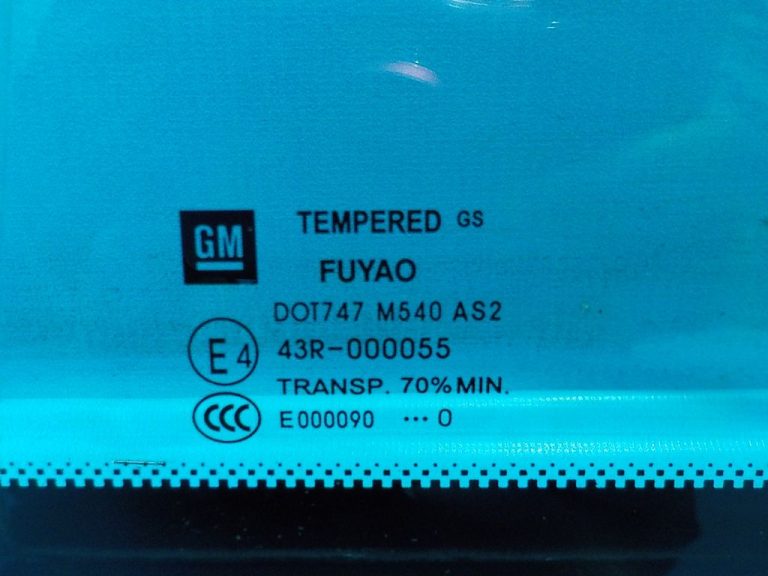 GM
TEMPERED GS
FUYAO
DOT747 M540 AS2
E4
43R-000055
TRANSP. 70% MIN.
CCC
E000090 ··· 0